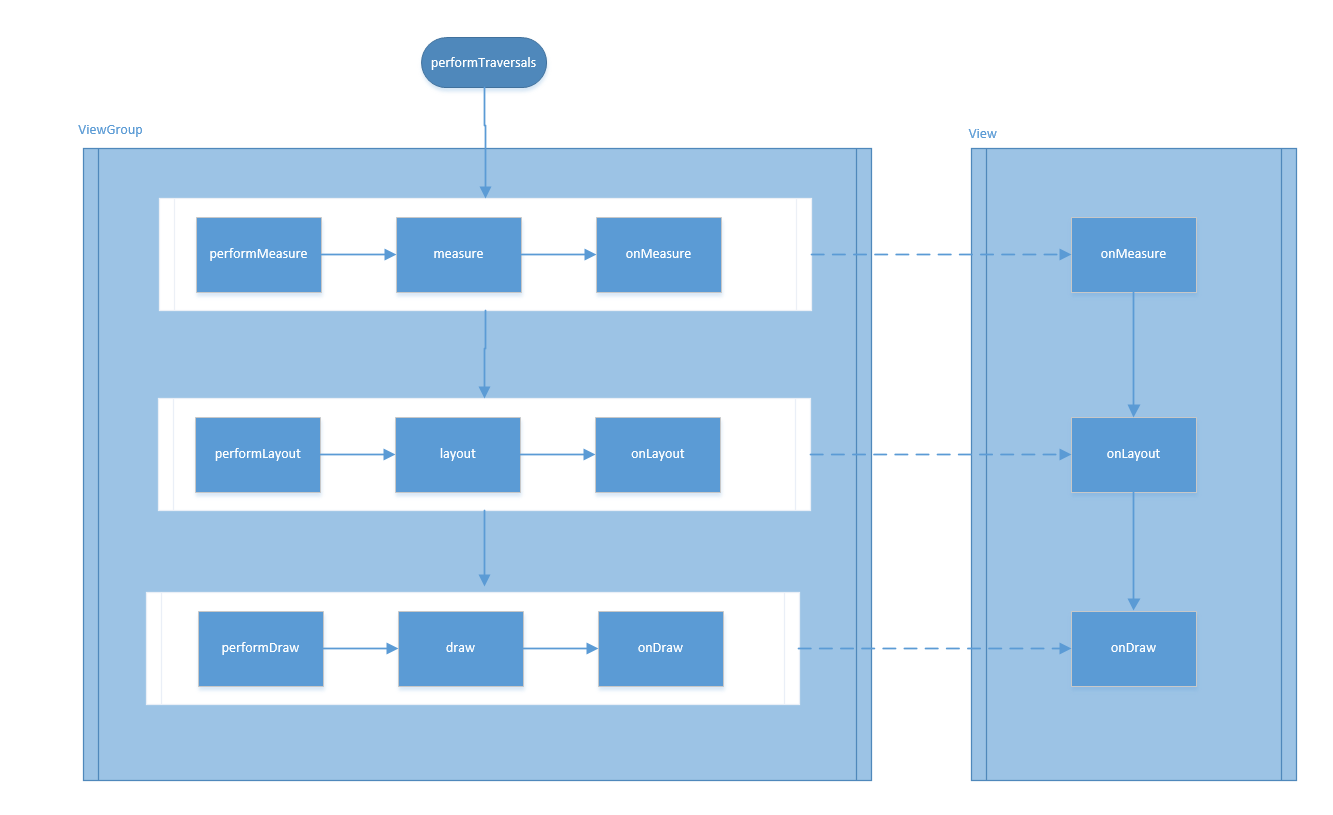 performTraversals
ViewGroup
View
performMeasure
measure
onMeasure
onMeasure
performLayout
layout
onLayout
onLayout
performDraw
draw
onDraw
onDraw